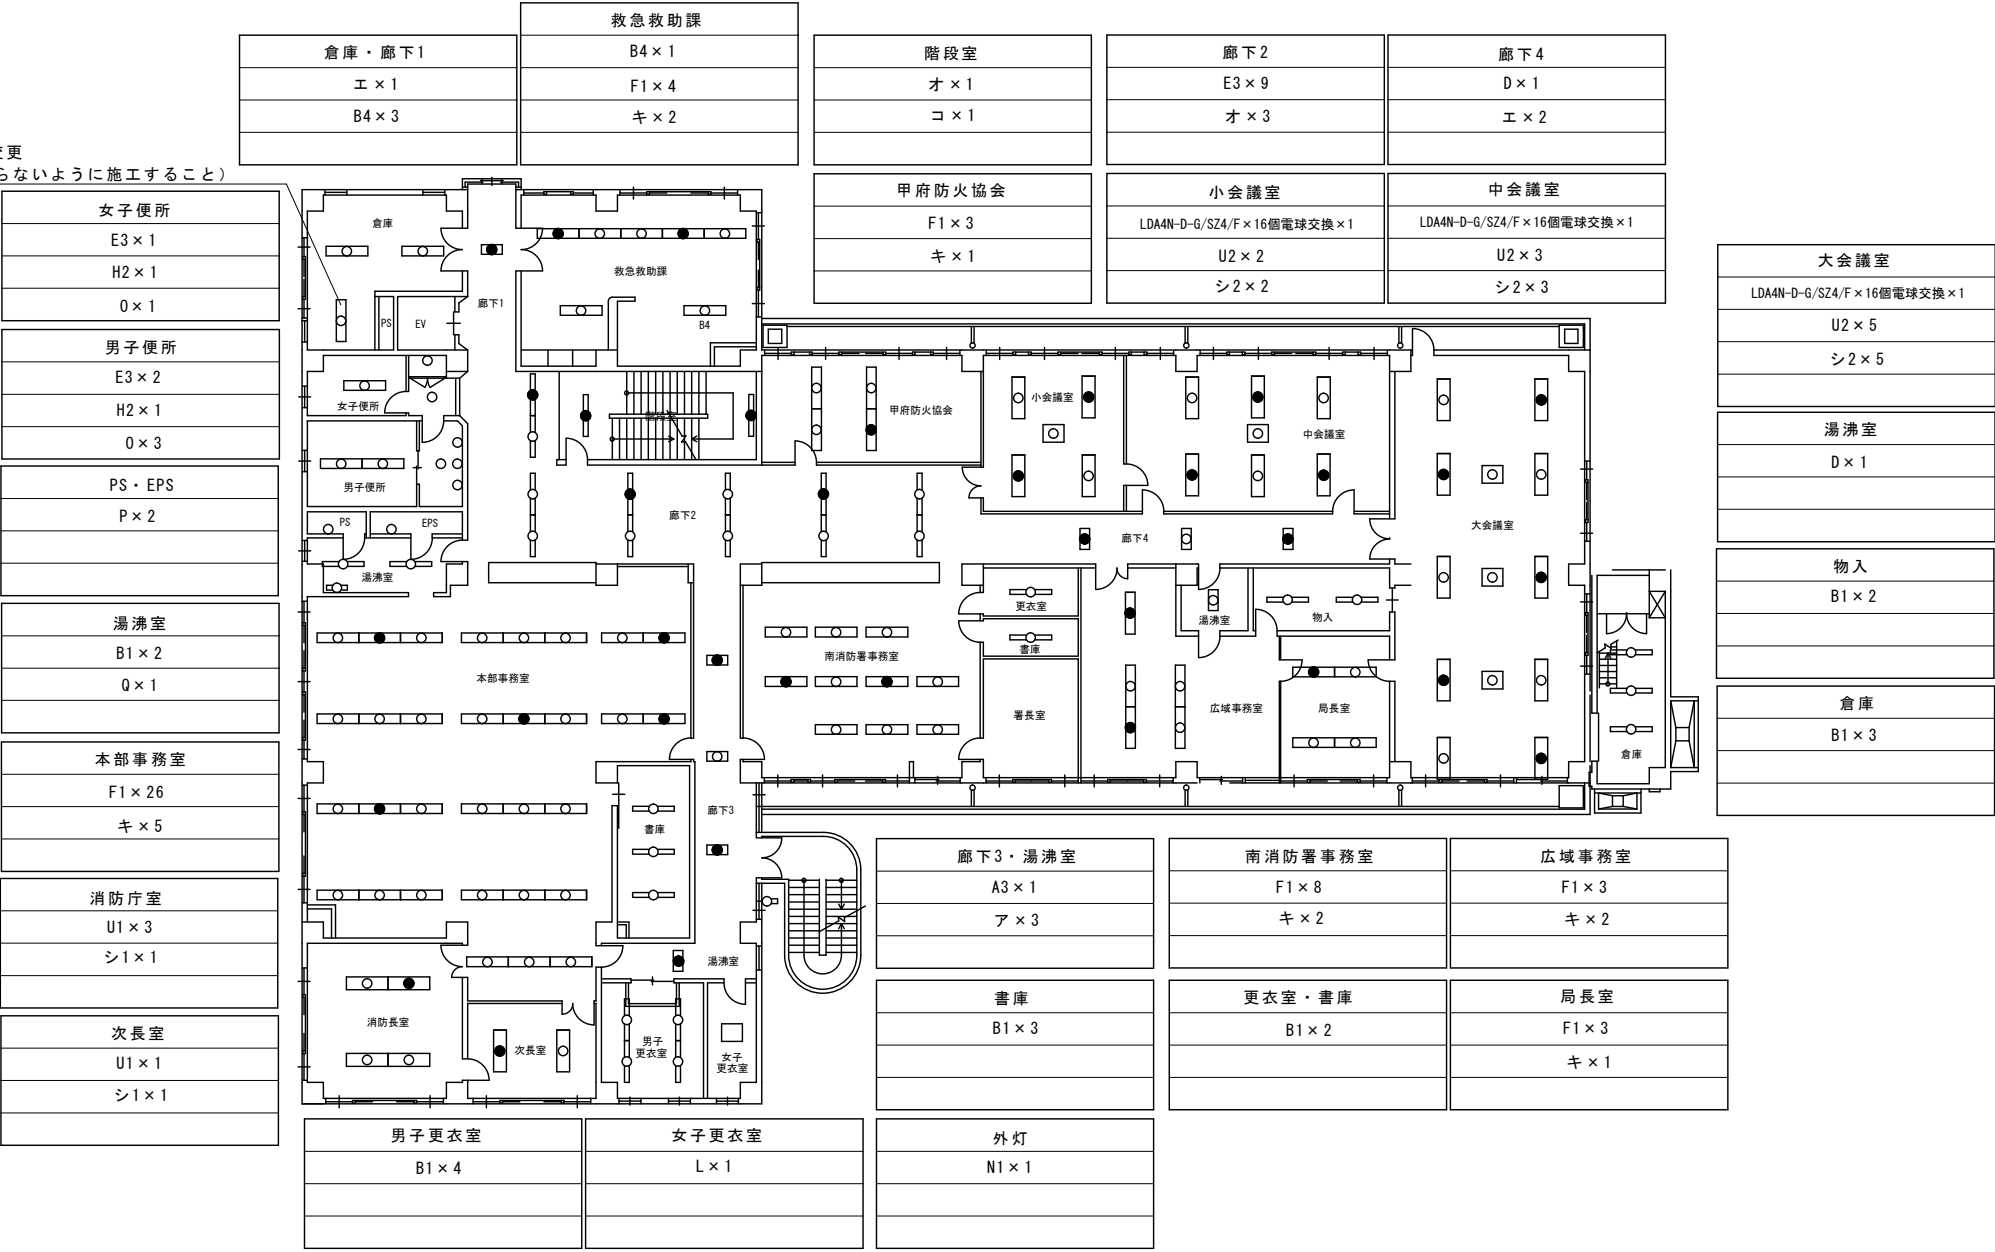 救急救助課
B4×1
F1×4
キ×2
倉庫・廊下1
エ×1
B4×3
階段室
オ×1
コ×1
廊下2
E3×9
オ×3
廊下4
D×1
エ×2
更
らないように施工すること）
甲府防火協会
F1×3
キ×1
小会議室
LDA4N-D-G/SZ4/F×16個電球交換×1
U2×2
シ2×2
中会議室
LDA4N-D-G/SZ4/F×16個電球交換×1
U2×3
シ2×3
大会議室
LDA4N-D-G/SZ4/F×16個電球交換×1
U2×5
シ2×5
女子便所
E3×1
H2×1
O×1
男子便所
E3×2
H2×1
O×3
PS・EPS
P×2
湯沸室
B1×2
Q×1
本部事務室
F1×26
キ×5
消防庁室
U1×3
シ1×1
次長室
U1×1
シ1×1
湯沸室
D×1
物入
B1×2
倉庫
B1×3
倉庫
救急救助課
廊下1
PS
EV
B4
女子便所
階段室
甲府防火協会
小会議室
中会議室
男子便所
PS
EPS
廊下2
廊下4
大会議室
湯沸室
更衣室
書庫
湯沸室
物入
本部事務室
南消防署事務室
署長室
広域事務室
局長室
倉庫
書庫
廊下3
湯沸室
消防長室
次長室
男子
更衣室
女子
更衣室
廊下3・湯沸室
A3×1
ア×3
南消防署事務室
F1×8
キ×2
広域事務室
F1×3
キ×2
書庫
B1×3
更衣室・書庫
B1×2
局長室
F1×3
キ×1
男子更衣室
B1×4
女子更衣室
L×1
外灯
N1×1